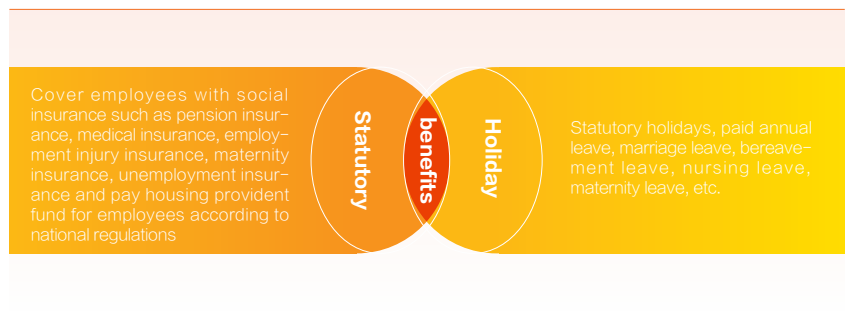 Cover employees with social
insurance such as pension insur-
ance, medical insurance, employ-
ment injury insurance, maternity
insurance, unemployment insur-
ance and pay housing provident
fund for employees according to
national regulations
Statutory
benefits
Holiday
Statutory holidays, paid annual
leave, marriage leave, bereave-
ment leave, nursing leave,
maternity leave, etc.